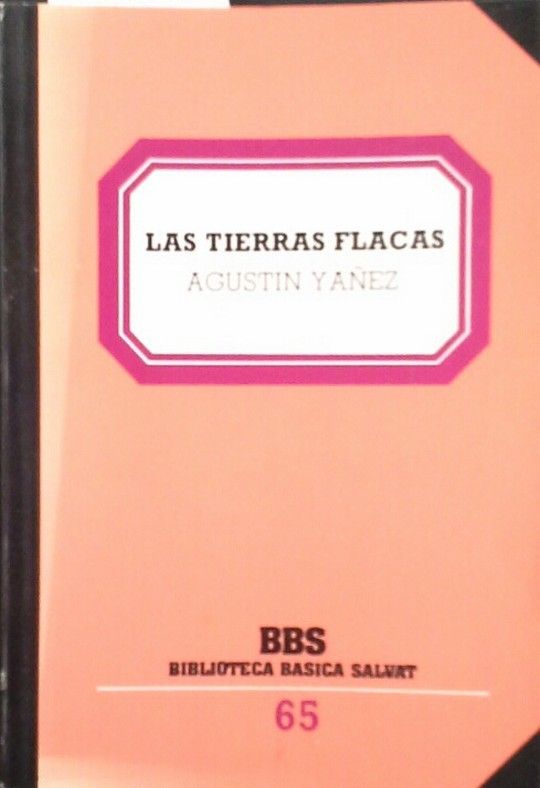 LAS TIERRAS FLACAS
AGUSTIN YAÑEZ
BBS
BIBLIOTECA BASICA SALVAT
65